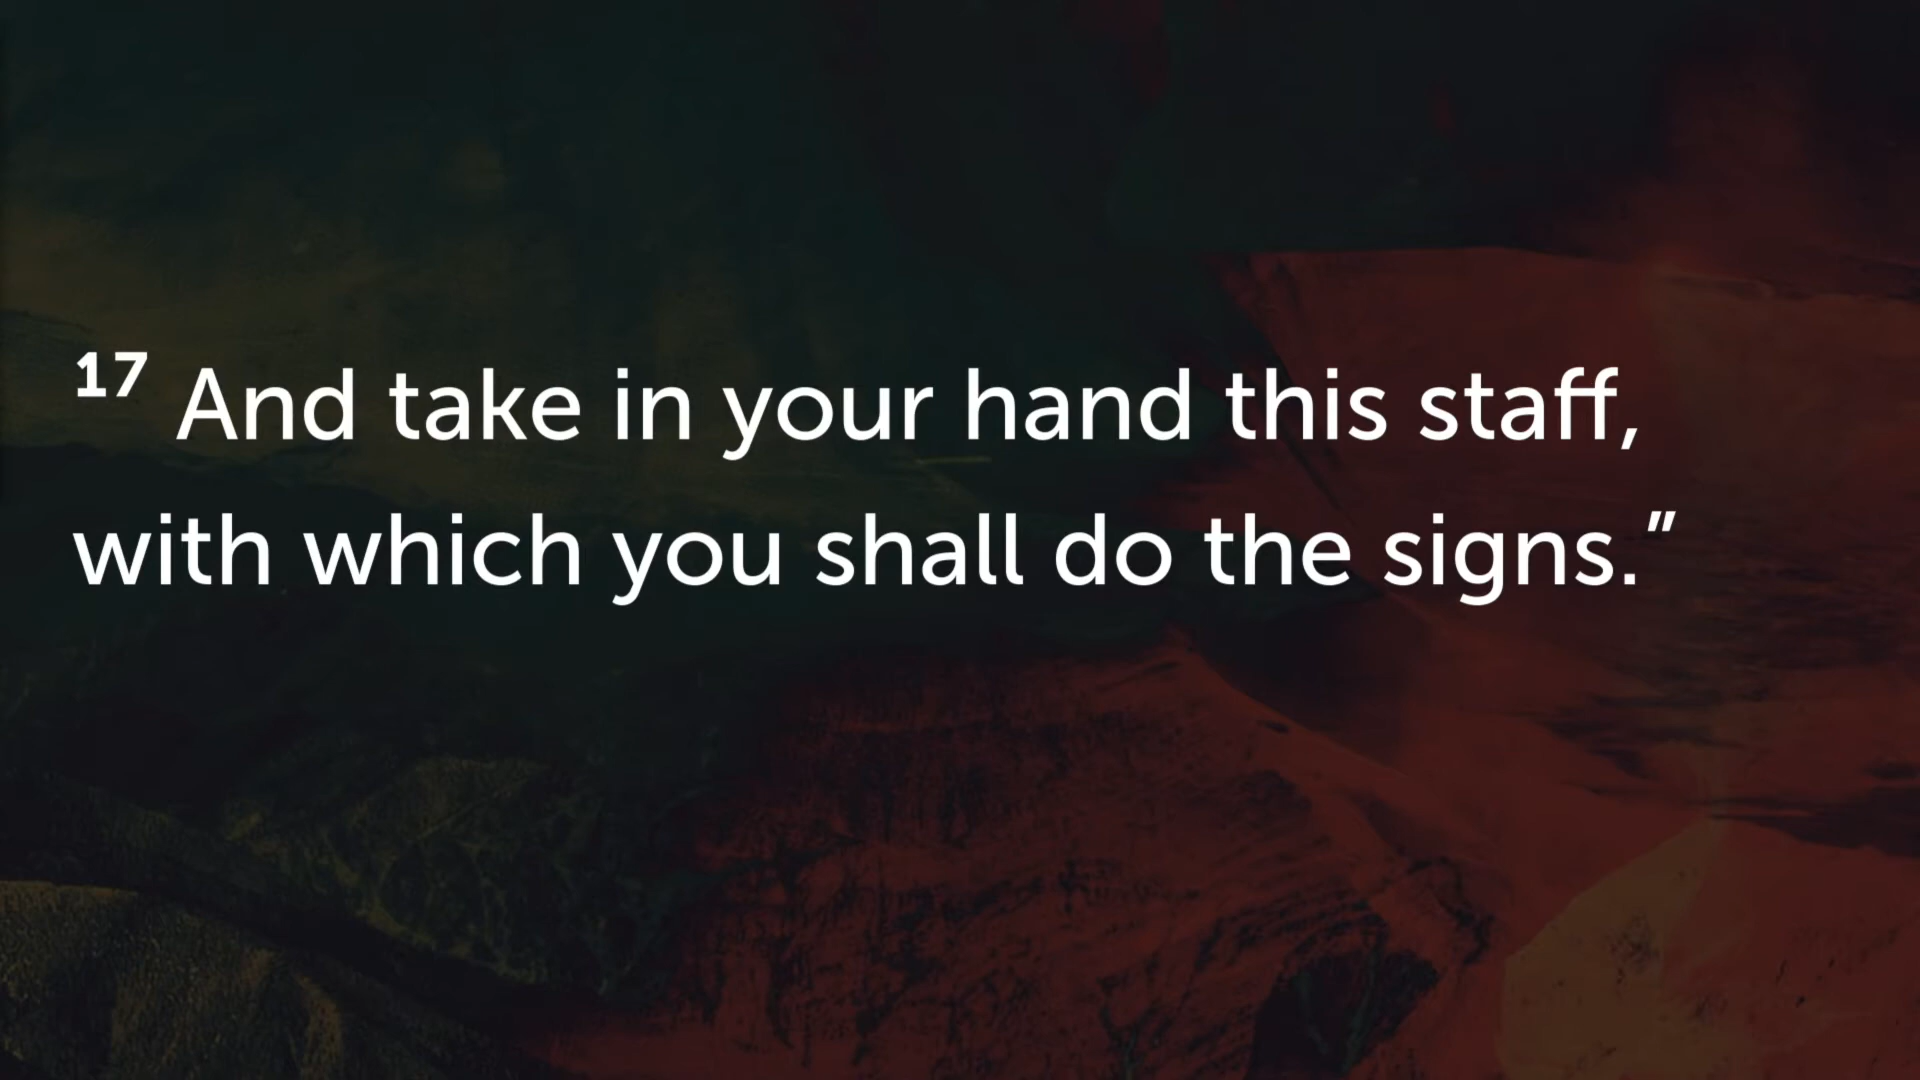 17 And take in your hand this staff,
with which you shall do the signs.”